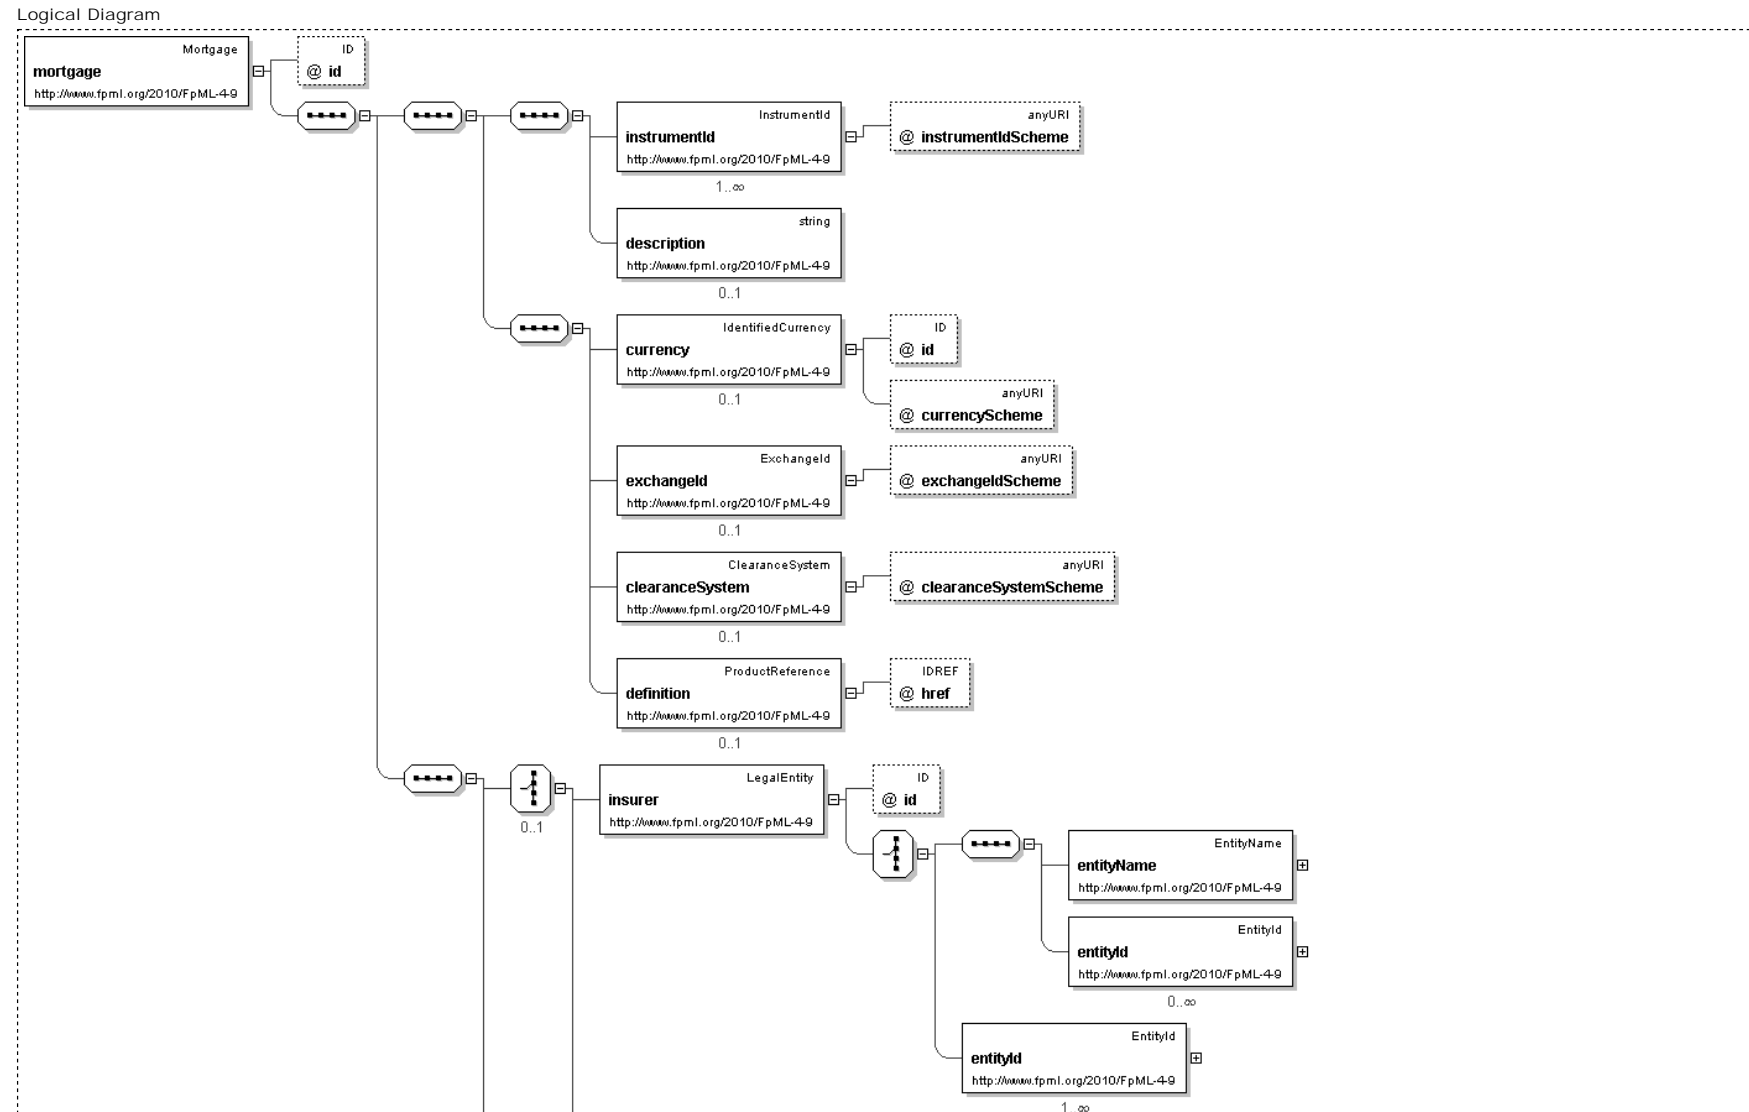 Logical Diagram
Mortgage
mortgage
http://www.fpml.org/2010/FpML-4-9
ID
@ id
InstrumentId
instrumentId
http://www.fpml.org/2010/FpML-4-9
1..∞
anyURI
@ instrumentIdScheme
string
description
http://www.fpml.org/2010/FpML-4-9
0..1
IdentifiedCurrency
currency
http://www.fpml.org/2010/FpML-4-9
0..1
ID
@ id
anyURI
@ currencyScheme
ExchangeId
exchangeId
http://www.fpml.org/2010/FpML-4-9
0..1
anyURI
@ exchangeIdScheme
ClearanceSystem
clearanceSystem
http://www.fpml.org/2010/FpML-4-9
0..1
anyURI
@ clearanceSystemScheme
ProductReference
definition
http://www.fpml.org/2010/FpML-4-9
0..1
IDREF
@ href
0..1
LegalEntity
insurer
http://www.fpml.org/2010/FpML-4-9
ID
@ id
EntityName
entityName
http://www.fpml.org/2010/FpML-4-9
EntityId
entityId
http://www.fpml.org/2010/FpML-4-9
0..∞
EntityId
entityId
http://www.fpml.org/2010/FpML-4-9
1..∞